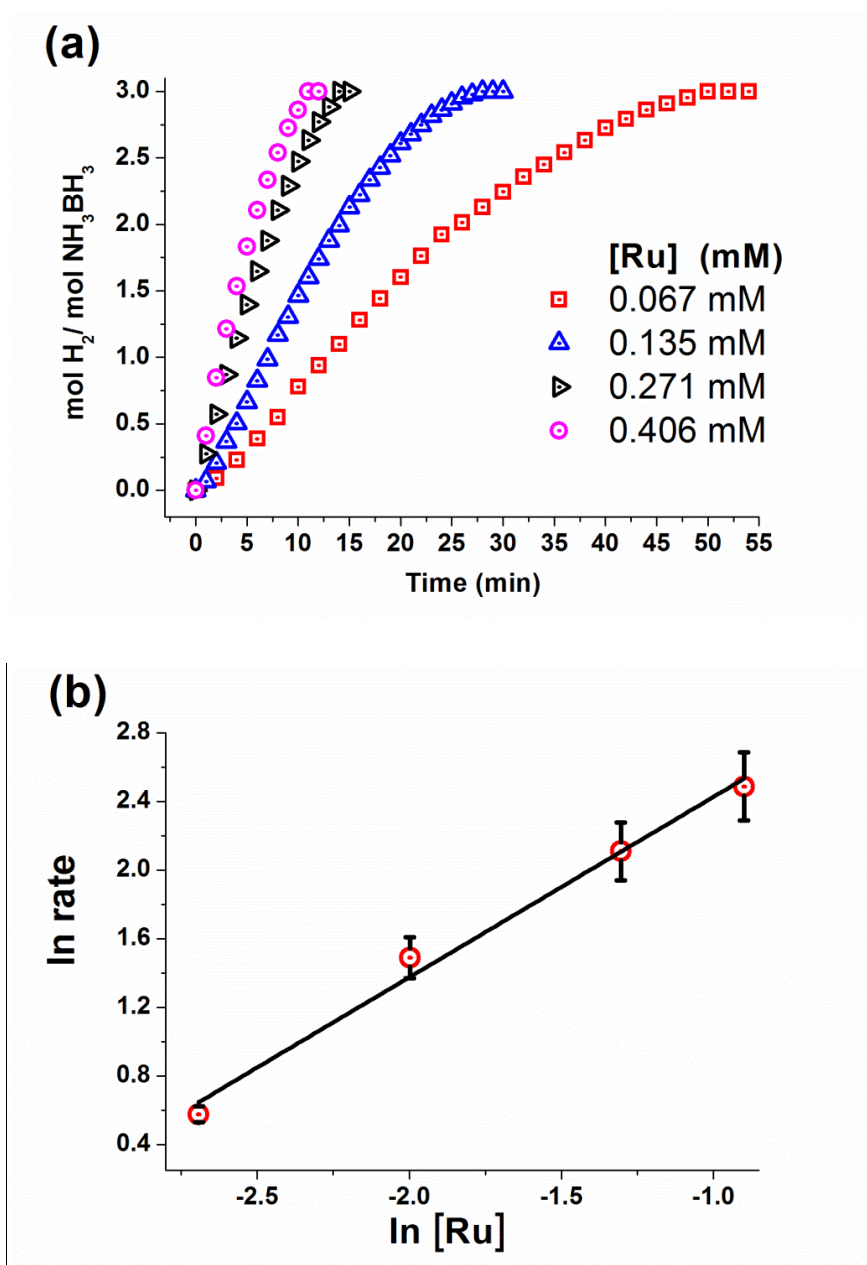 (a)
3.0
2.5
2.0
1.5
1.0
0.5
0.0
mol H2/ mol NH3BH3
[Ru] (mM)
0.067 mM
0.135 mM
0.271 mM
0.406 mM
0 5 10 15 20 25 30 35 40 45 50 55
Time (min)
(b)
2.8
2.4
2.0
1.6
1.2
0.8
0.4
ln rate
-2.5 -2.0 -1.5 -1.0
ln [Ru]